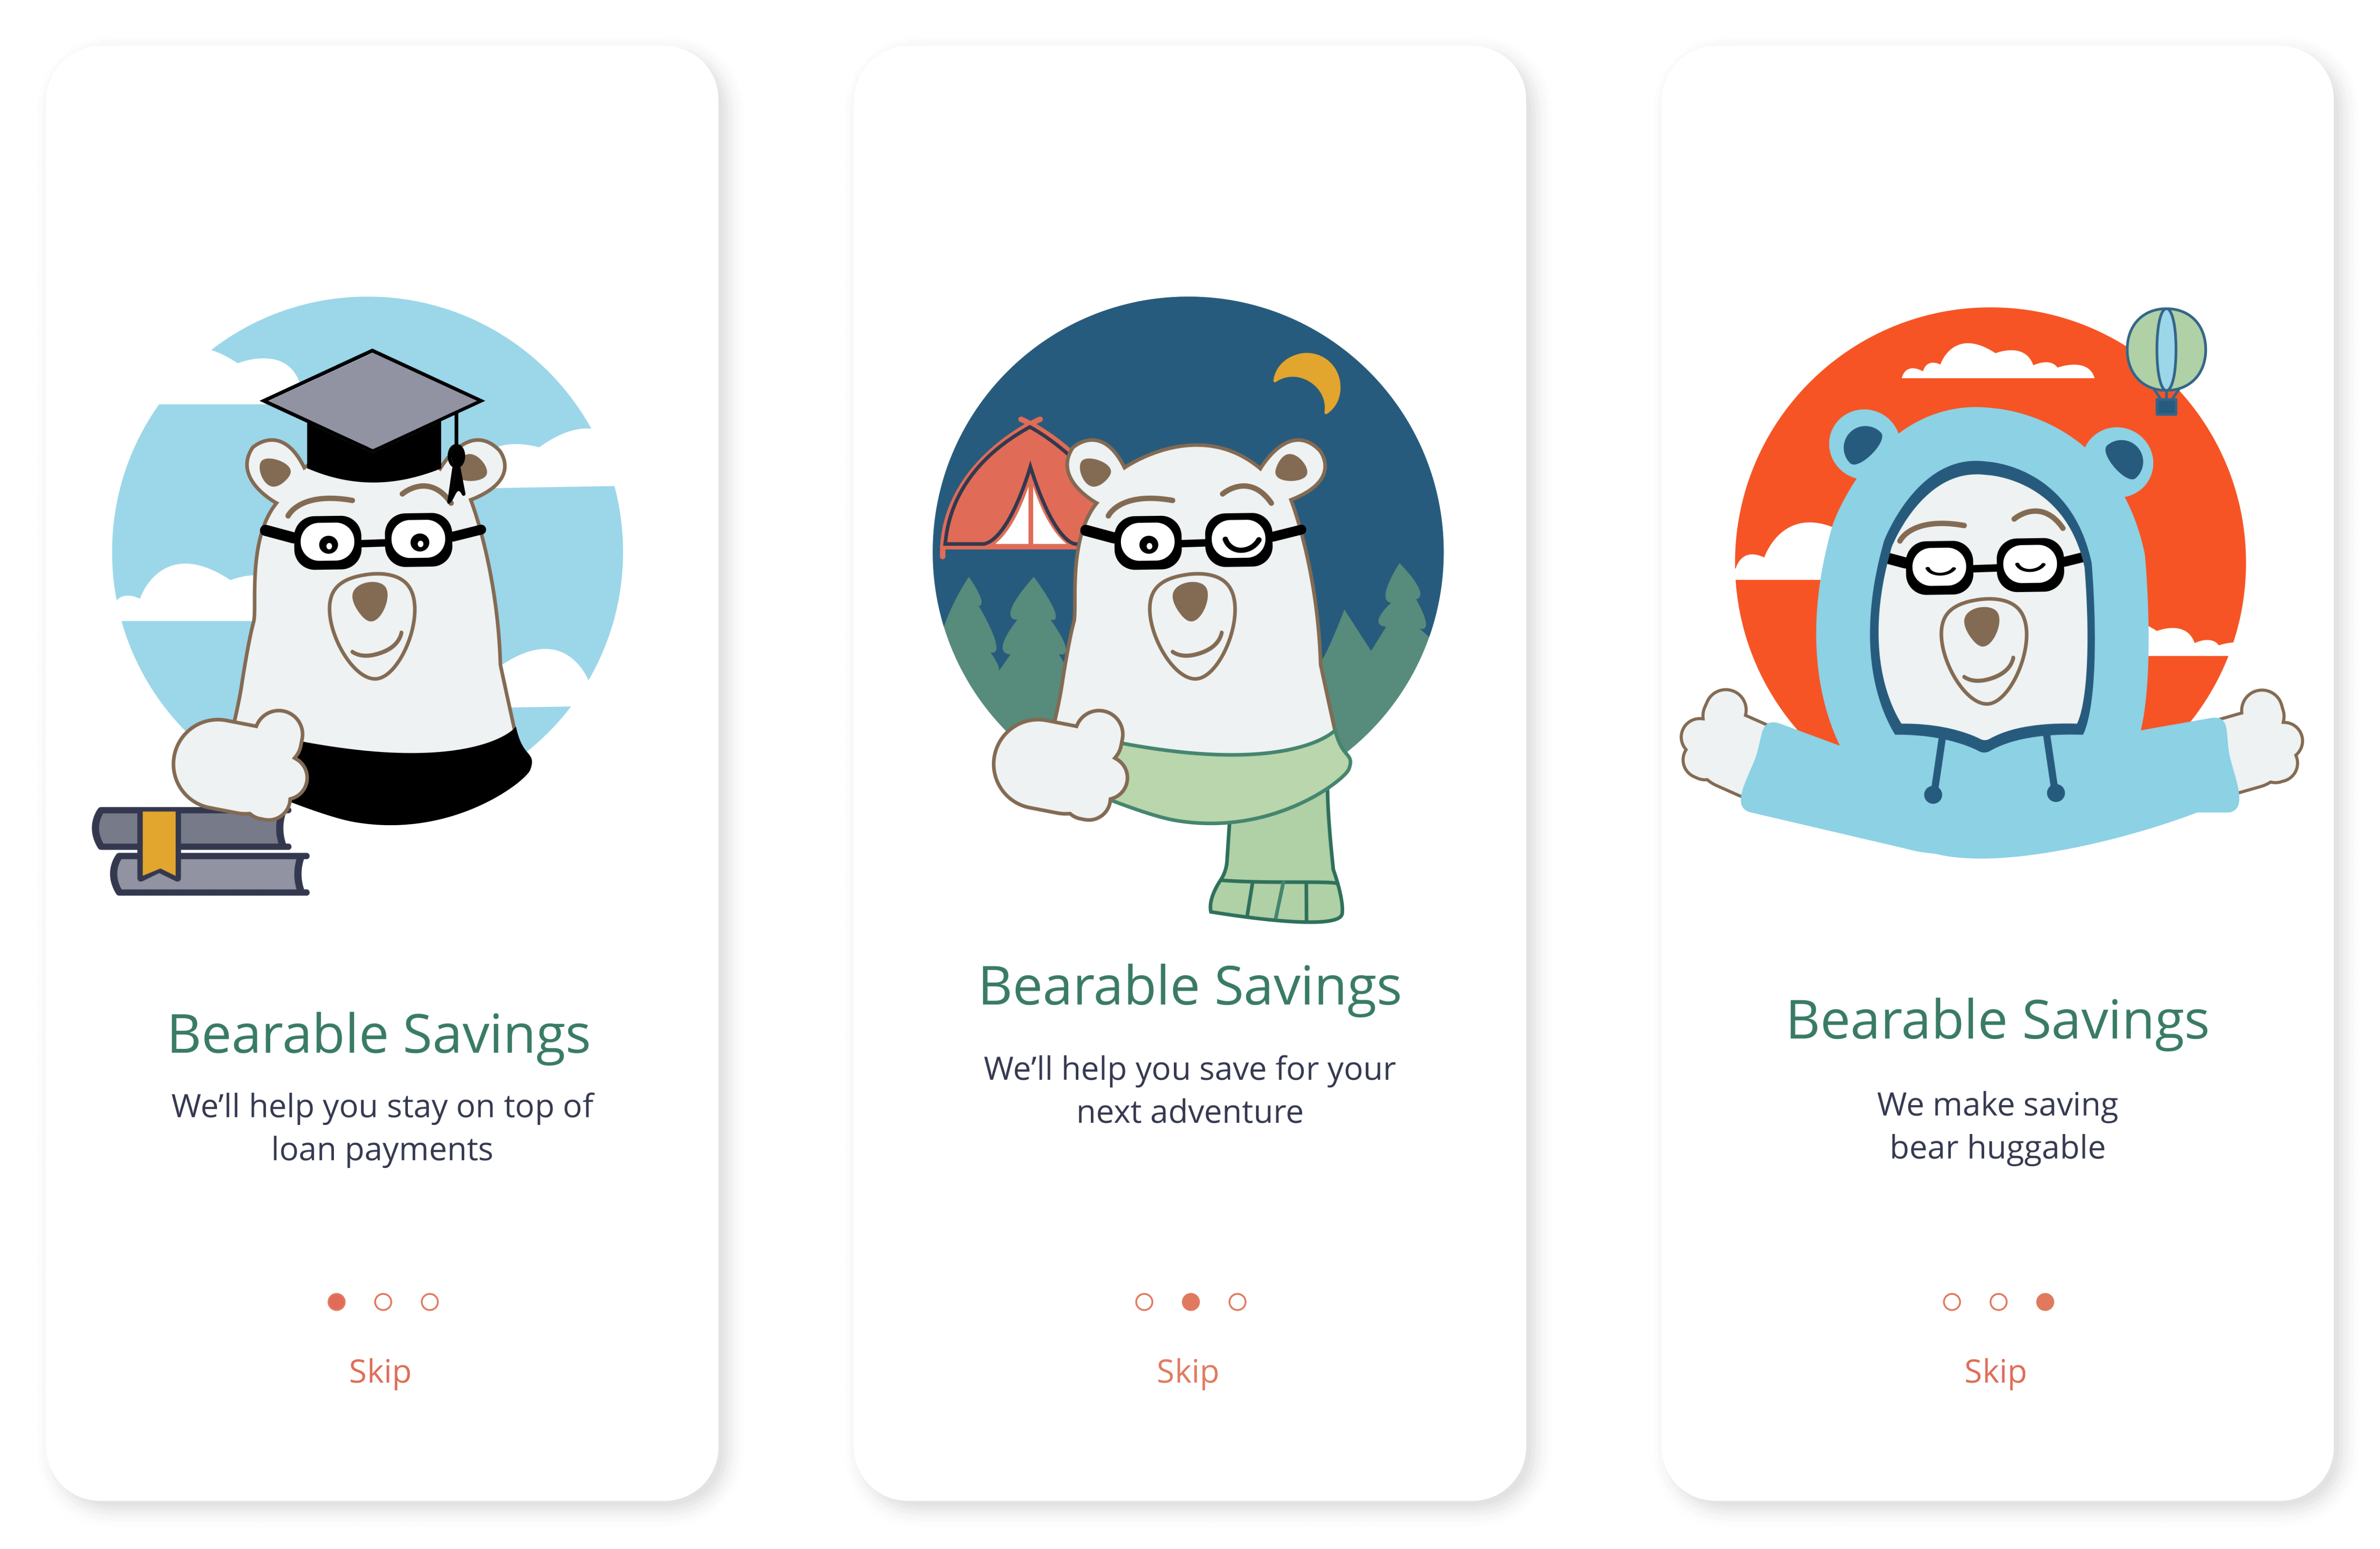 Bearable Savings
We’ll help you stay on top of
loan payments
Skip
Bearable Savings
We’ll help you save for your
next adventure
Skip
Bearable Savings
We make saving
bear huggable
Skip